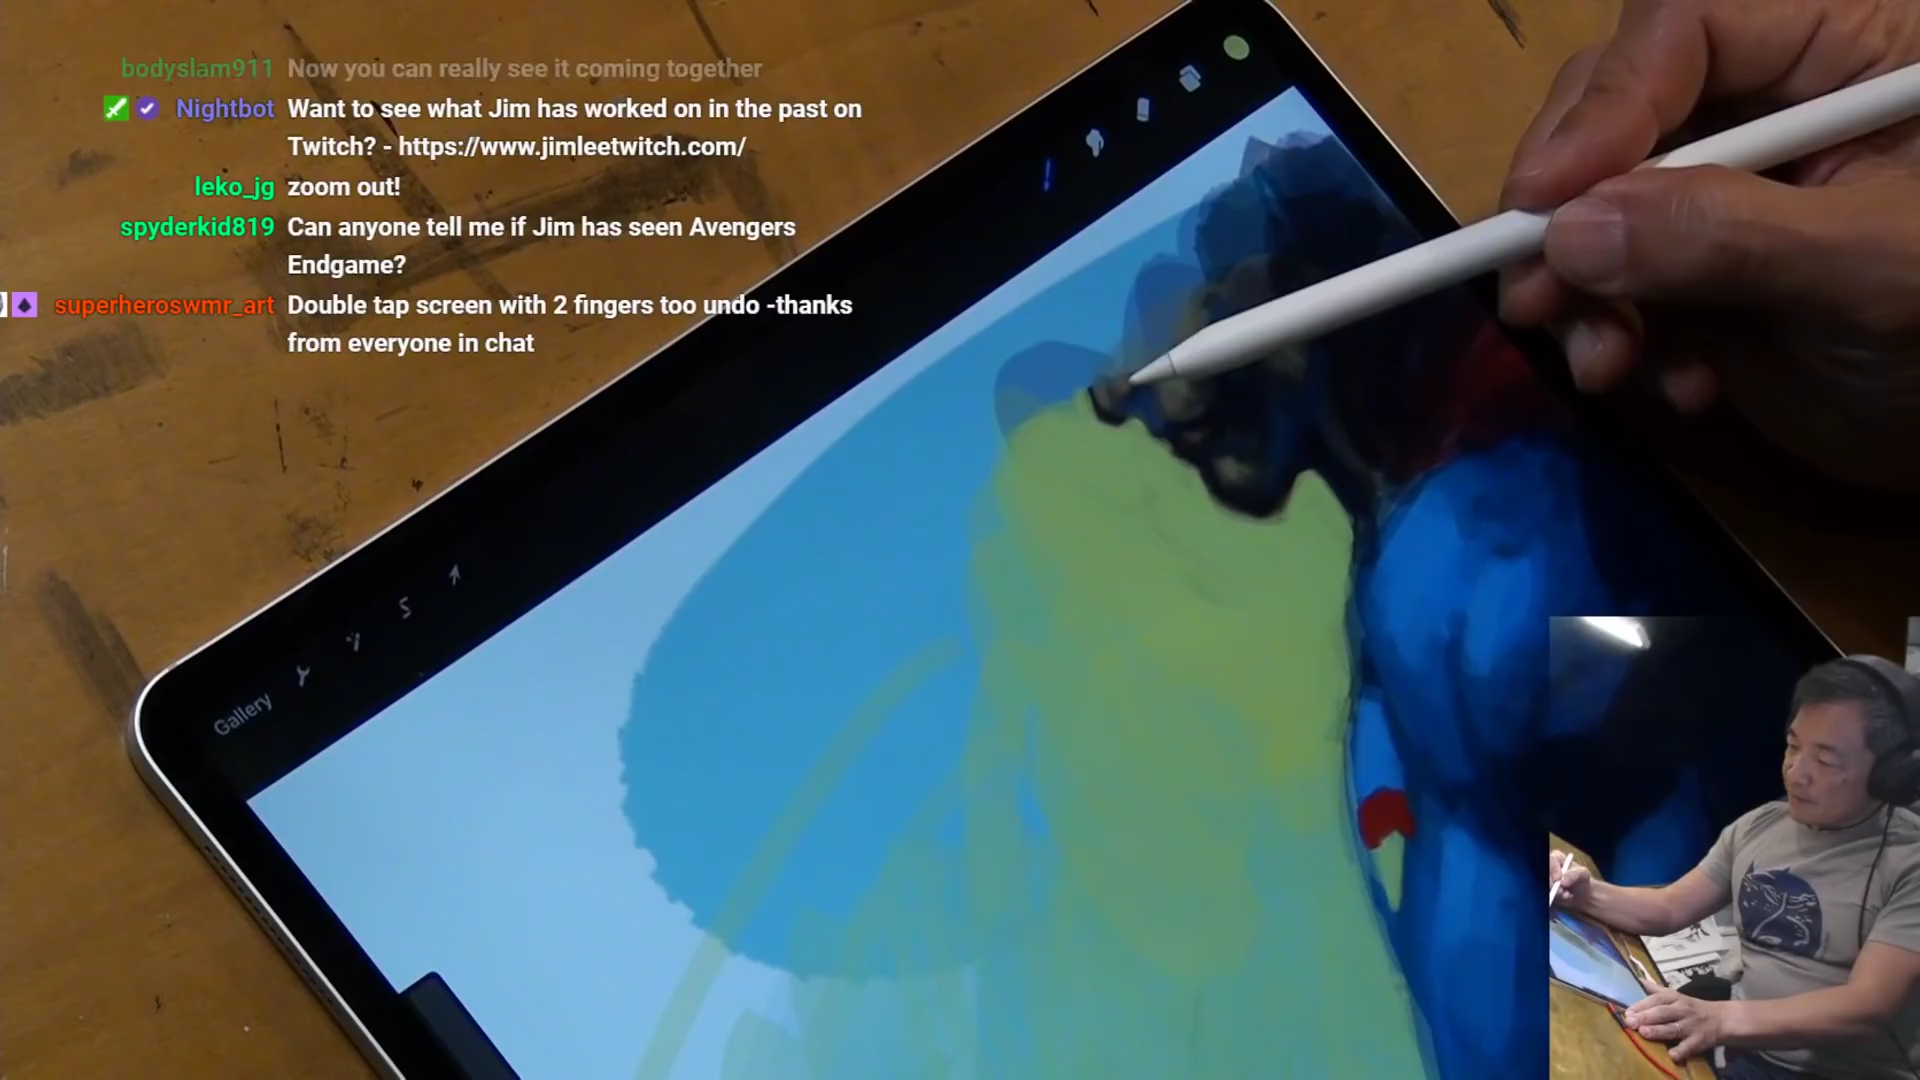 bodyslam911 Now you can really see it coming together
Nightbot Want to see what Jim has worked on in the past on
Twitch? - https://www.jimleetwitch.com/
leko_jg zoom out!
spyderkid819 Can anyone tell me if Jim has seen Avengers
Endgame?
superheroswmr_art Double tap screen with 2 fingers too undo -thanks
from everyone in chat
Gallery